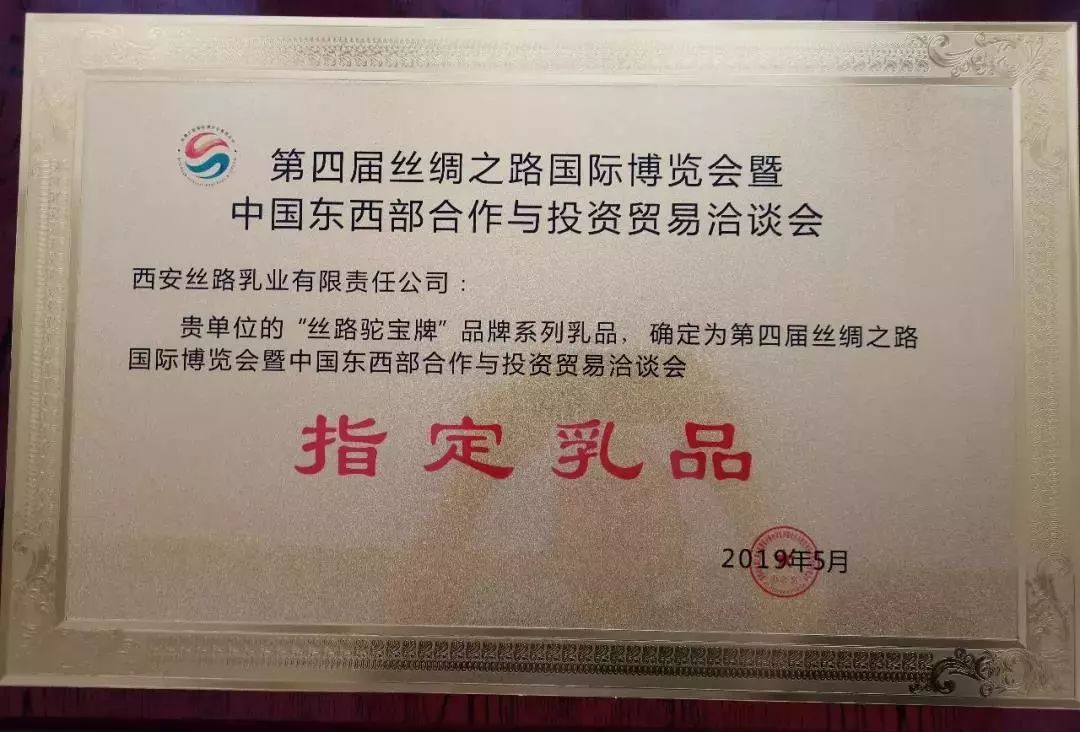 第四届丝绸之路国际博览会暨
中国东西部合作与投资贸易洽谈会
西安丝路乳业有限责任公司：
贵单位的“丝路驼宝牌”品牌系列乳品，确定为第四届丝绸之路
国际博览会暨中国东西部合作与投资贸易洽谈会
指定乳品
2019年5月